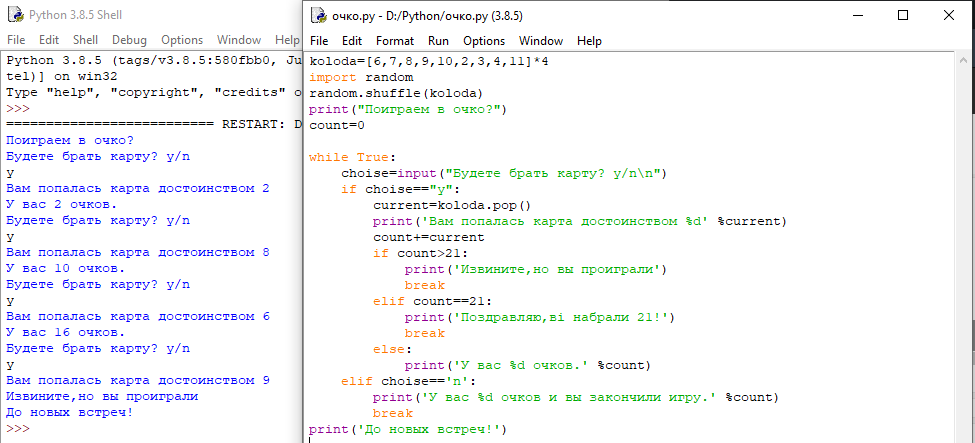 Python 3.8.5 Shell
File Edit Shell Debug Options Window Help
Python 3.8.5 (tags/v3.8.5:580fbb0, Ju
tel)] on win32
Type "help", "copyright", "credits" o
>>>
========================== RESTART: D
Поиграем в очко?
Будете брать карту? y/n
y
Вам попалась карта достоинством 2
У вас 2 очков.
Будете брать карту? y/n
y
Вам попалась карта достоинством 8
У вас 10 очков.
Будете брать карту? y/n
y
Вам попалась карта достоинством 6
У вас 16 очков.
Будете брать карту? y/n
y
Вам попалась карта достоинством 9
Извините,но вы проиграли
До новых встреч!
>>>
очко.py - D:/Python/очко.py (3.8.5)
File Edit Format Run Options Window Help
koloda=[6,7,8,9,10,2,3,4,11]*4
import random
random.shuffle(koloda)
print("Поиграем в очко?")
count=0
while True:
    choise=input("Будете брать карту? y/n\n")
    if choise=="y":
        current=koloda.pop()
        print('Вам попалась карта достоинством %d' %current)
        count+=current
        if count>21:
            print('Извините,но вы проиграли')
            break
        elif count==21:
            print('Поздравляю,ві набрали 21!')
            break
        else:
            print('У вас %d очков.' %count)
    elif choise=='n':
        print('У вас %d очков и вы закончили игру.' %count)
        break
print('До новых встреч!')